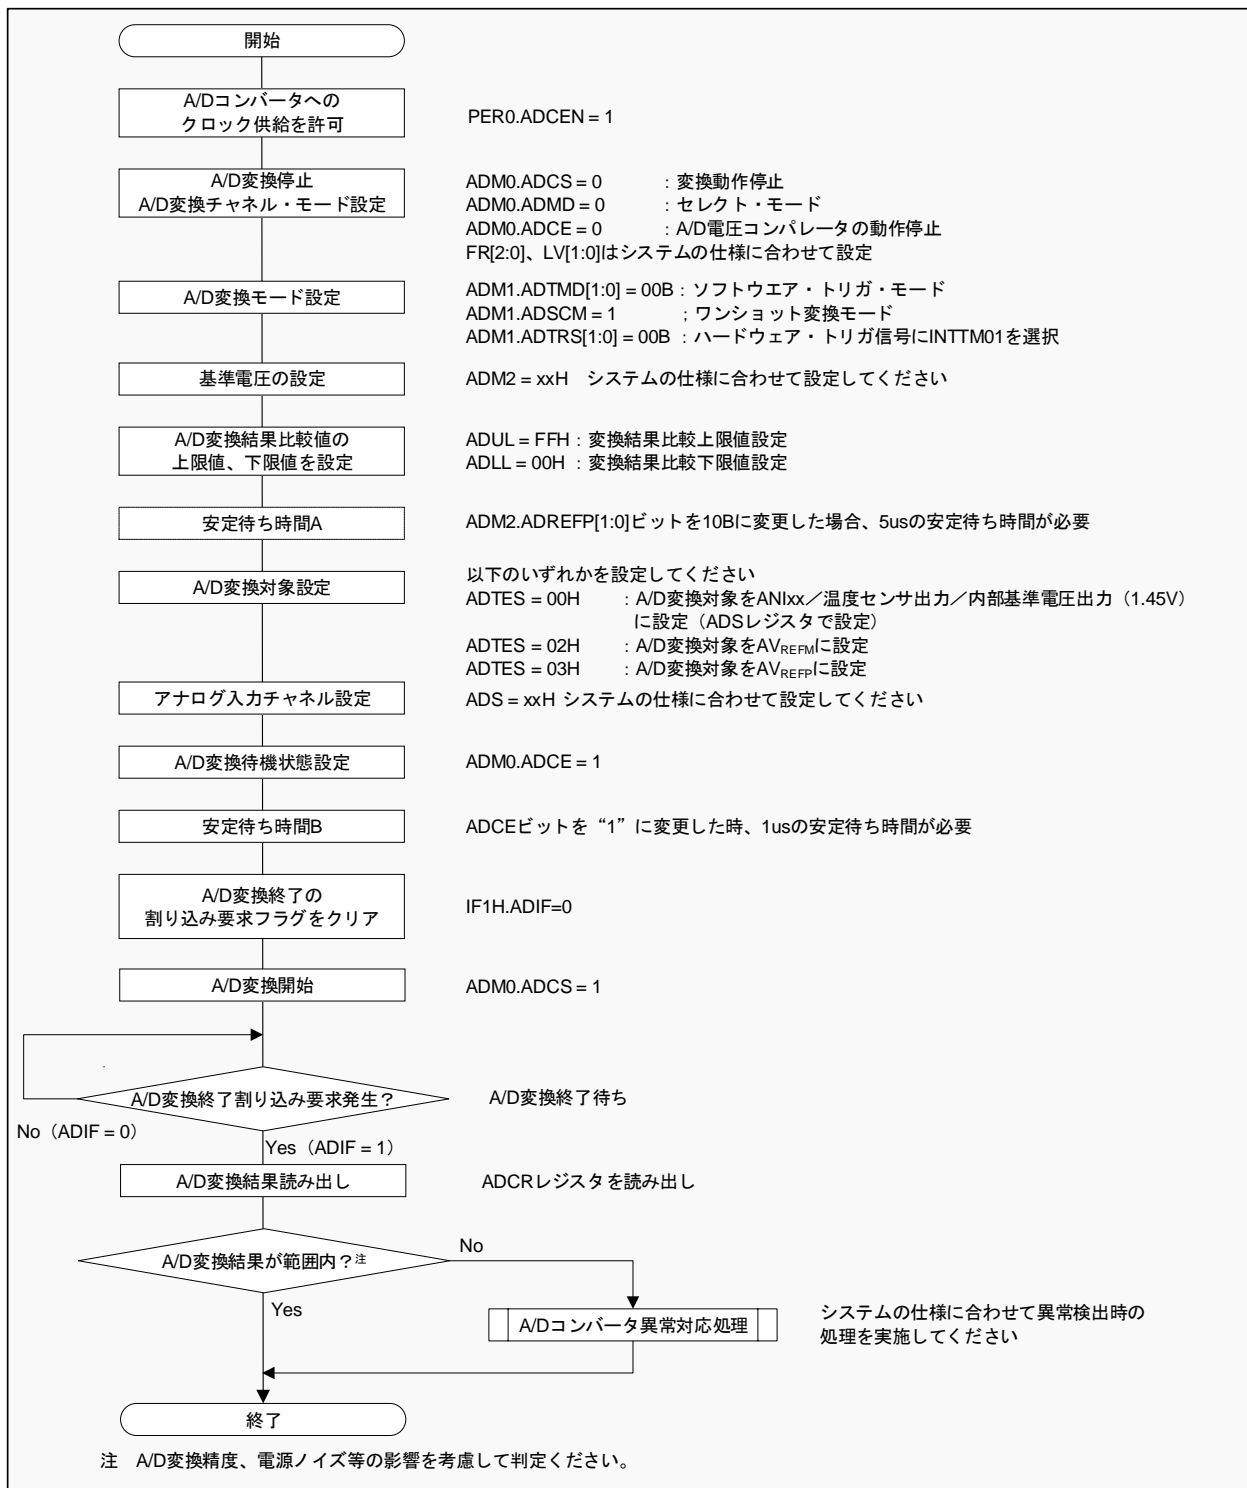 開始
A/Dコンバータへの
クロック供給を許可
PER0.ADCEN = 1
A/D変換停止
A/D変換チャネル・モード設定
ADM0.ADCS = 0 : 変換動作停止
ADM0.ADMD = 0 : セレクト・モード
ADM0.ADCE = 0 : A/D電圧コンパレータの動作停止
FR[2:0]、LV[1:0]はシステムの仕様に合わせて設定
A/D変換モード設定
ADM1.ADTMD[1:0] = 00B : ソフトウエア・トリガ・モード
ADM1.ADSCM = 1 ; ワンショット変換モード
ADM1.ADTRS[1:0] = 00B : ハードウェア・トリガ信号にINTTM01を選択
基準電圧の設定
ADM2 = xxH システムの仕様に合わせて設定してください
A/D変換結果比較値の
上限値、下限値を設定
ADUL = FFH : 変換結果比較上限値設定
ADLL = 00H : 変換結果比較下限値設定
安定待ち時間A
ADM2.ADREFP[1:0]ビットを10Bに変更した場合、5usの安定待ち時間が必要
A/D変換対象設定
以下のいずれかを設定してください
ADTES = 00H : A/D変換対象をANIxx／温度センサ出力／内部基準電圧出力（1.45V）
に設定（ADSレジスタで設定）
ADTES = 02H : A/D変換対象をAVREFMに設定
ADTES = 03H : A/D変換対象をAVREFPに設定
アナログ入力チャネル設定
ADS = xxH システムの仕様に合わせて設定してください
A/D変換待機状態設定
ADM0.ADCE = 1
安定待ち時間B
ADCEビットを“1”に変更した時、1usの安定待ち時間が必要
A/D変換終了の
割り込み要求フラグをクリア
IF1H.ADIF=0
A/D変換開始
ADM0.ADCS = 1
A/D変換終了割り込み要求発生？
A/D変換終了待ち
No（ADIF = 0）
Yes（ADIF = 1）
A/D変換結果読み出し
ADCRレジスタを読み出し
A/D変換結果が範囲内？注
No
Yes
A/Dコンバータ異常対応処理
システムの仕様に合わせて異常検出時の
処理を実施してください
終了
注 A/D変換精度、電源ノイズ等の影響を考慮して判定ください。